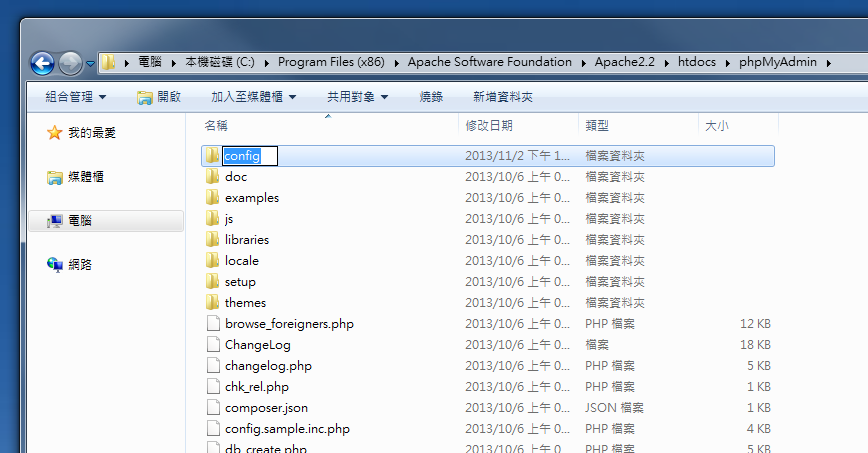 電腦 本機磁碟 (C:) Program Files (x86) Apache Software Foundation Apache2.2 htdocs phpMyAdmin
組合管理 開啟 加入至媒體櫃 共用對象 燒錄 新增資料夾
我的最愛
媒體櫃
電腦
網路
名稱 修改日期 類型 大小
config 2013/11/2 下午 1... 檔案資料夾
doc 2013/10/6 上午 0... 檔案資料夾
examples 2013/10/6 上午 0... 檔案資料夾
js 2013/10/6 上午 0... 檔案資料夾
libraries 2013/10/6 上午 0... 檔案資料夾
locale 2013/10/6 上午 0... 檔案資料夾
setup 2013/10/6 上午 0... 檔案資料夾
themes 2013/10/6 上午 0... 檔案資料夾
browse_foreigners.php 2013/10/6 上午 0... PHP 檔案 12 KB
ChangeLog 2013/10/6 上午 0... 檔案 18 KB
changelog.php 2013/10/6 上午 0... PHP 檔案 5 KB
chk_rel.php 2013/10/6 上午 0... PHP 檔案 1 KB
composer.json 2013/10/6 上午 0... JSON 檔案 1 KB
config.sample.inc.php 2013/10/6 上午 0... PHP 檔案 4 KB
db_create.php 2013/10/6 上午 0... PHP 檔案 5 KB